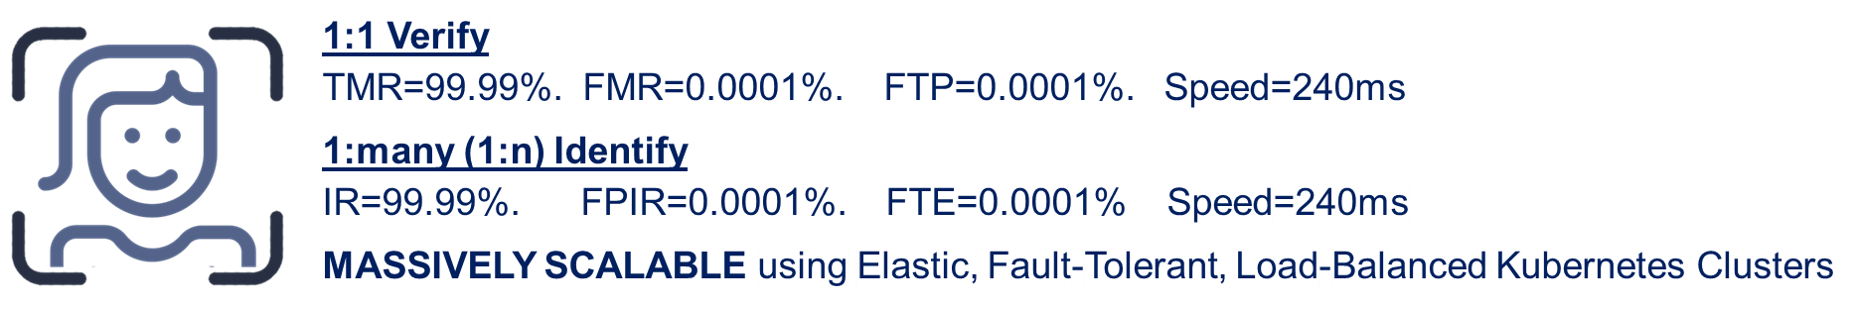 1:1 Verify
TMR=99.99%. FMR=0.0001%. FTP=0.0001%. Speed=240ms
1:many (1:n) Identify
IR=99.99%. FPIR=0.0001%. FTE=0.0001% Speed=240ms
MASSIVELY SCALABLE using Elastic, Fault-Tolerant, Load-Balanced Kubernetes Clusters